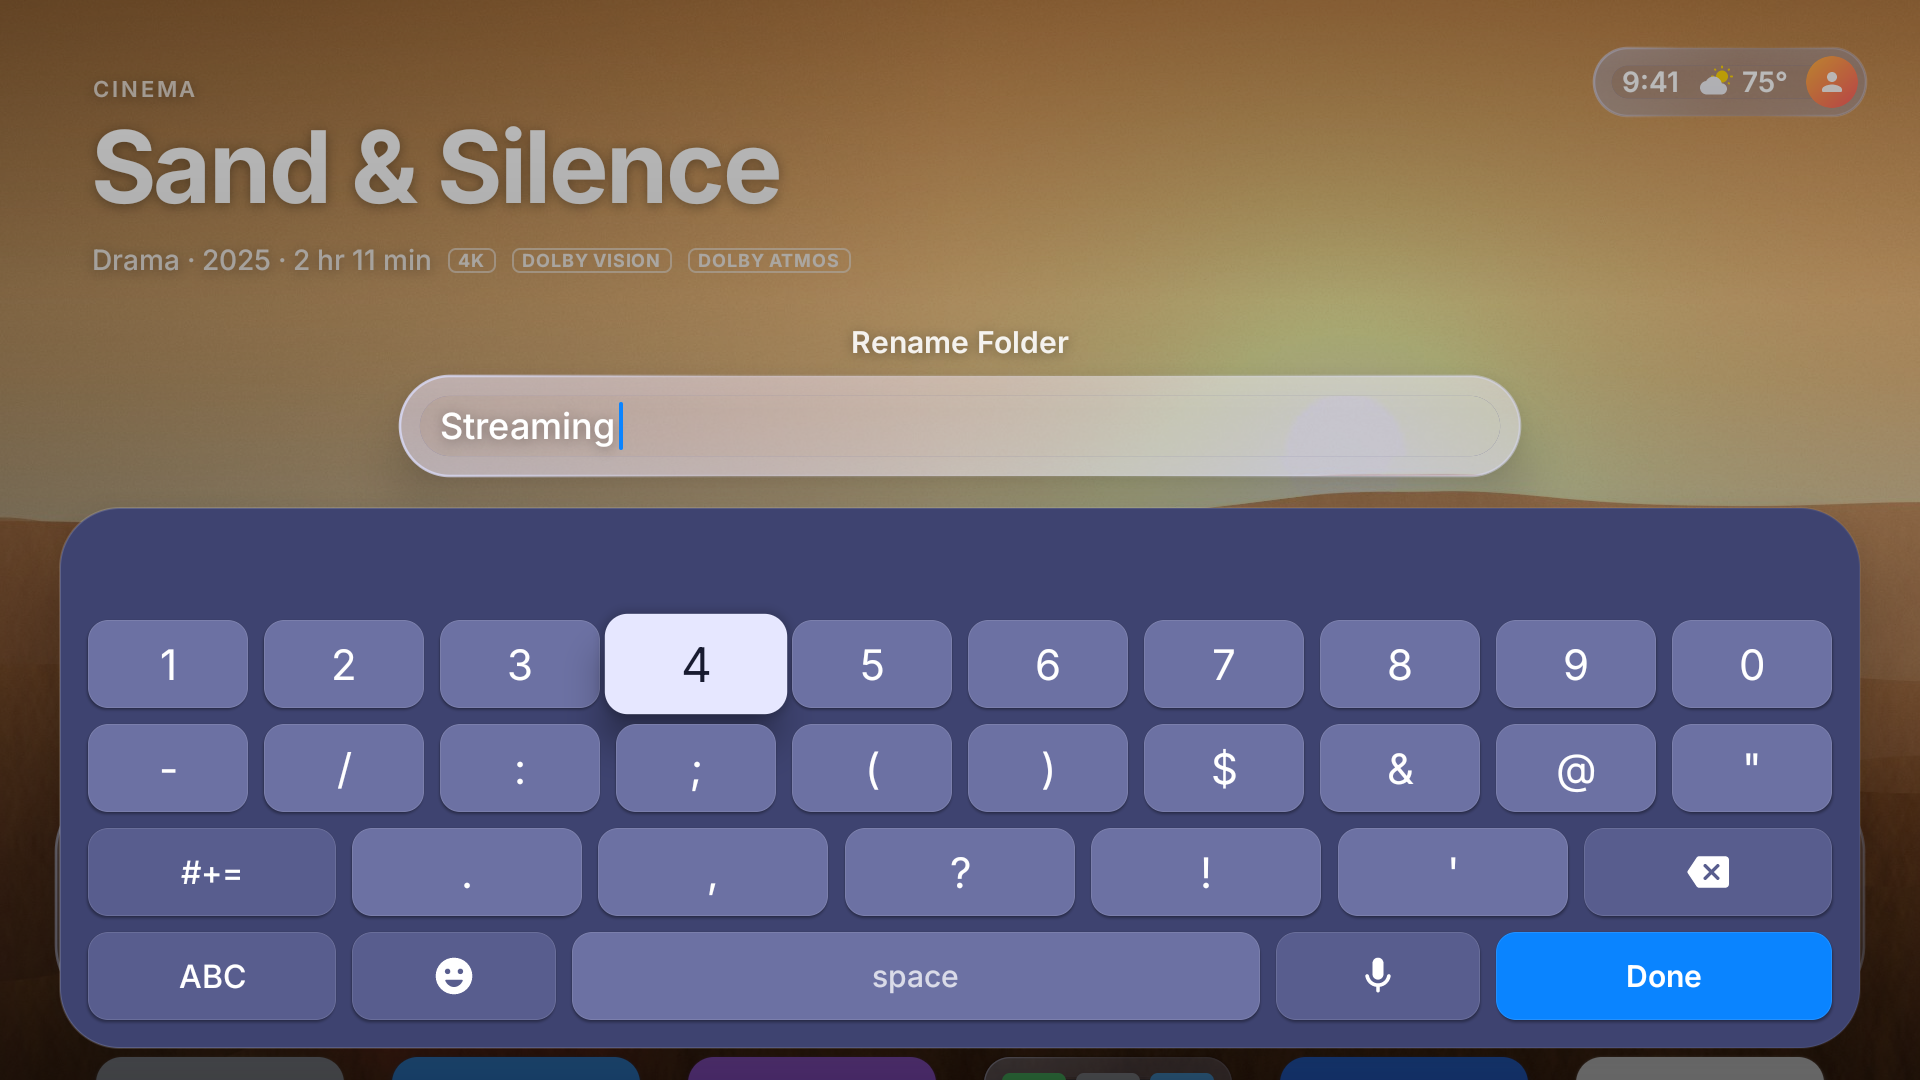 CINEMA
9:41 75°
Sand & Silence
Drama · 2025 · 2 hr 11 min 4K DOLBY VISION DOLBY ATMOS
Rename Folder
Streaming
1 2 3 4 5 6 7 8 9 0
- / : ; ( ) $ & @ "
#+= . , ? ! '
ABC space Done